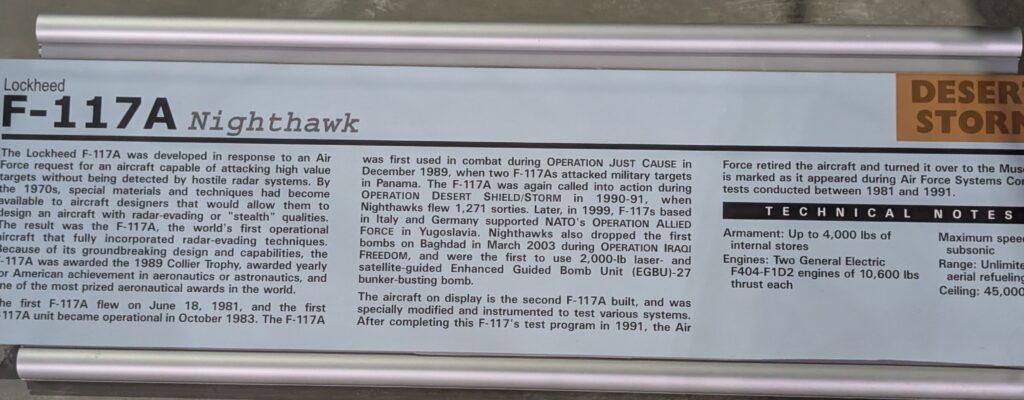 Lockheed
F-117A Nighthawk
The Lockheed F-117A was developed in response to an Air
Force request for an aircraft capable of attacking high value
targets without being detected by hostile radar systems. By
the 1970s, special materials and techniques had become
available to aircraft designers that would allow them to
design an aircraft with radar-evading or "stealth" qualities.
The result was the F-117A, the world's first operational
aircraft that fully incorporated radar-evading techniques.
Because of its groundbreaking design and capabilities, the
F-117A was awarded the 1989 Collier Trophy, awarded yearly
for American achievement in aeronautics or astronautics, and
one of the most prized aeronautical awards in the world.
The first F-117A flew on June 18, 1981, and the first
-117A unit became operational in October 1983. The F-117A
was first used in combat during OPERATION JUST CAUSE in
December 1989, when two F-117As attacked military targets
in Panama. The F-117A was again called into action during
OPERATION DESERT SHIELD/STORM in 1990-91, when
Nighthawks flew 1,271 sorties. Later, in 1999, F-117s based
in Italy and Germany supported NATO's OPERATION ALLIED
FORCE in Yugoslavia. Nighthawks also dropped the first
bombs on Baghdad in March 2003 during OPERATION IRAQI
FREEDOM, and were the first to use 2,000-lb laser- and
satellite-guided Enhanced Guided Bomb Unit (EGBU)-27
bunker-busting bomb.
The aircraft on display is the second F-117A built, and was
specially modified and instrumented to test various systems.
After completing this F-117's test program in 1991, the Air
DESERT
STORM
Force retired the aircraft and turned it over to the Mus
is marked as it appeared during Air Force Systems Co
tests conducted between 1981 and 1991.
TECHNICAL NOTES
Armament: Up to 4,000 lbs of
internal stores
Engines: Two General Electric
F404-F1D2 engines of 10,600 lbs
thrust each
Maximum spee
subsonic
Range: Unlimite
aerial refueling
Ceiling: 45,000